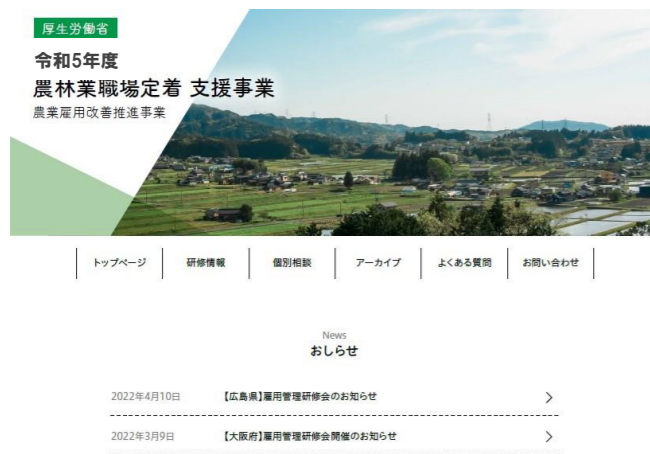 厚生労働省
令和5年度
農林業職場定着 支援事業
農業雇用改善推進事業
トップページ 研修情報 個別相談 アーカイブ よくある質問 お問い合わせ
News
おしらせ
2022年4月10日 【広島県】雇用管理研修会のお知らせ
2022年3月9日 【大阪府】雇用管理研修会開催のお知らせ